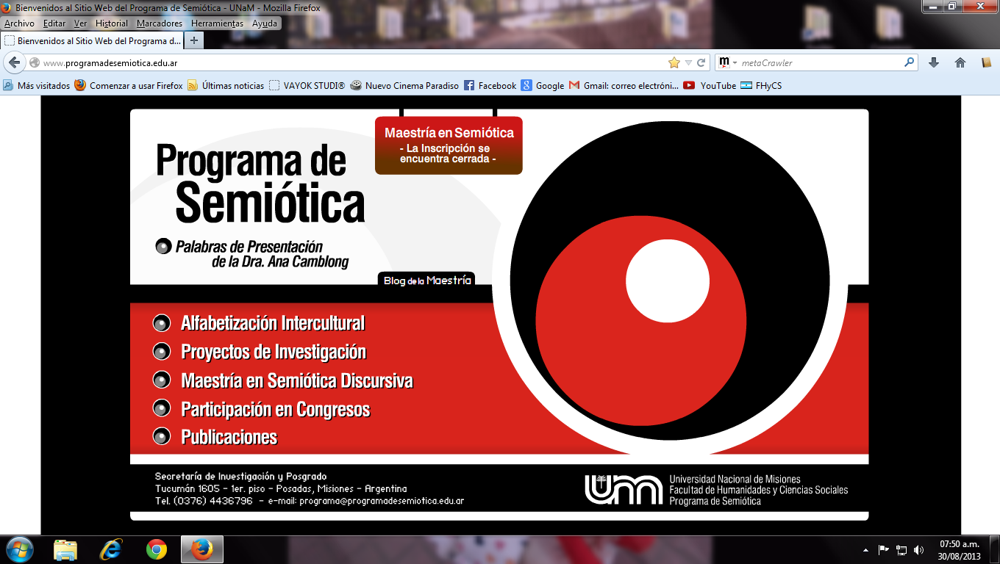 Bienvenidos al Sitio Web del Programa de Semiótica - UNaM - Mozilla Firefox
Archivo Editar Ver Historial Marcadores Herramientas Ayuda
Bienvenidos al Sitio Web del Programa d... +
www.programadesemiotica.edu.ar
m metaCrawler
Más visitados Comenzar a usar Firefox Últimas noticias VAYOK STUDI® Nuevo Cinema Paradiso Facebook Google Gmail: correo electróni... YouTube FHyCS
Maestría en Semiótica
- La Inscripción se
encuentra cerrada -
Programa de
Semiótica
Palabras de Presentación
de la Dra. Ana Camblong
Blog de la Maestría
Alfabetización Intercultural
Proyectos de Investigación
Maestría en Semiótica Discursiva
Participación en Congresos
Publicaciones
Secretaría de Investigación y Posgrado
Tucumán 1605 - 1er. piso - Posadas, Misiones - Argentina
Tel. (0376) 4436796 - e-mail: programa@programadesemiotica.edu.ar
unm
Universidad Nacional de Misiones
Facultad de Humanidades y Ciencias Sociales
Programa de Semiótica
07:50 a.m.
30/08/2013